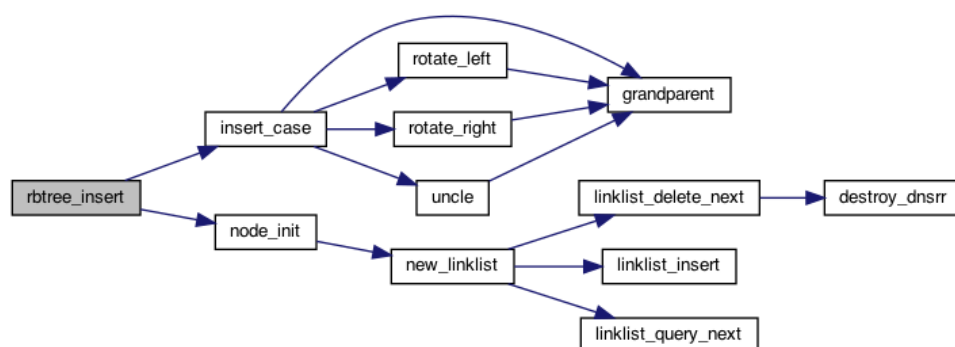 rotate_left
grandparent
insert_case
rotate_right
rbtree_insert
uncle
linklist_delete_next
destroy_dnsrr
node_init
new_linklist
linklist_insert
linklist_query_next